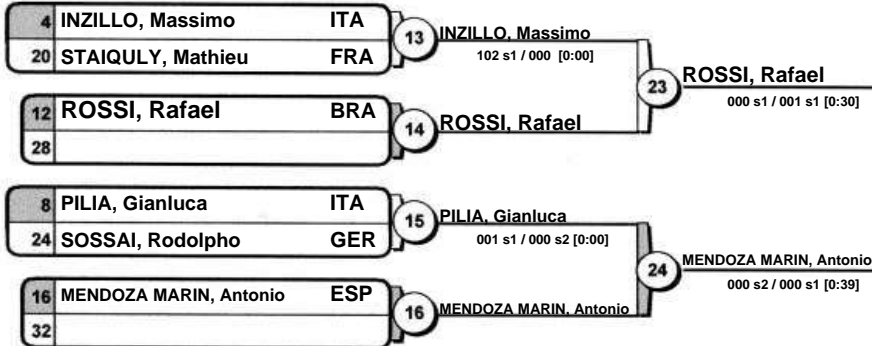 4 INZILLO, Massimo ITA
20 STAIQULY, Mathieu FRA
13
INZILLO, Massimo
102 s1 / 000 [0:00]
12 ROSSI, Rafael BRA
28
14
ROSSI, Rafael
23
ROSSI, Rafael
000 s1 / 001 s1 [0:30]
8 PILIA, Gianluca ITA
24 SOSSAI, Rodolpho GER
15
PILIA, Gianluca
001 s1 / 000 s2 [0:00]
16 MENDOZA MARIN, Antonio ESP
32
16
MENDOZA MARIN, Antonio
24
MENDOZA MARIN, Antonio
000 s2 / 000 s1 [0:39]